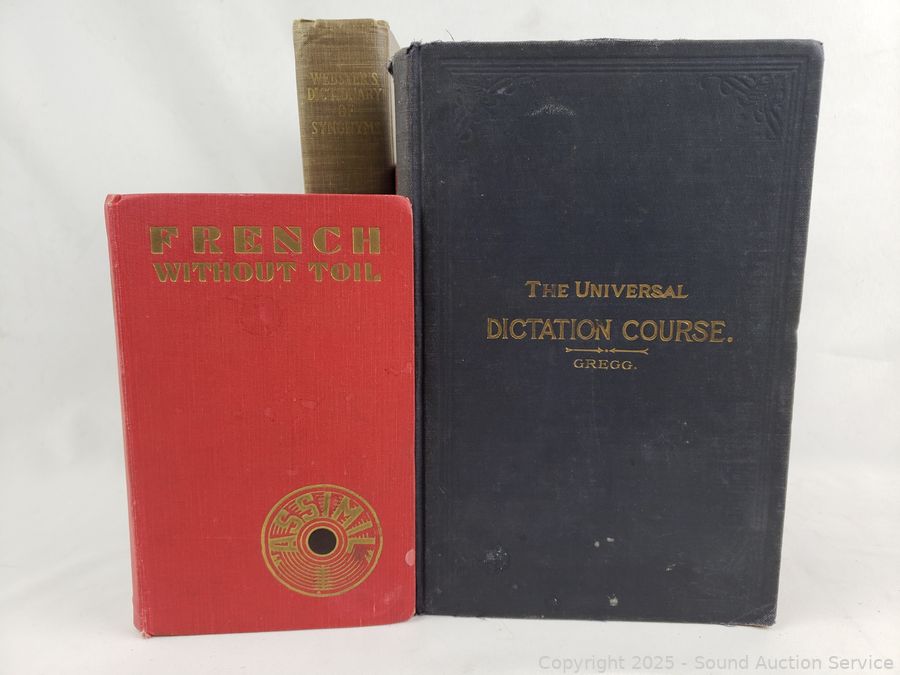 WEBSTER'S
DICTIONARY
OF
SYNONYMS
FRENCH
WITHOUT TOIL
"ASSIMIL"
THE UNIVERSAL
DICTATION COURSE.
GREGG.
Copyright 2025 - Sound Auction Service